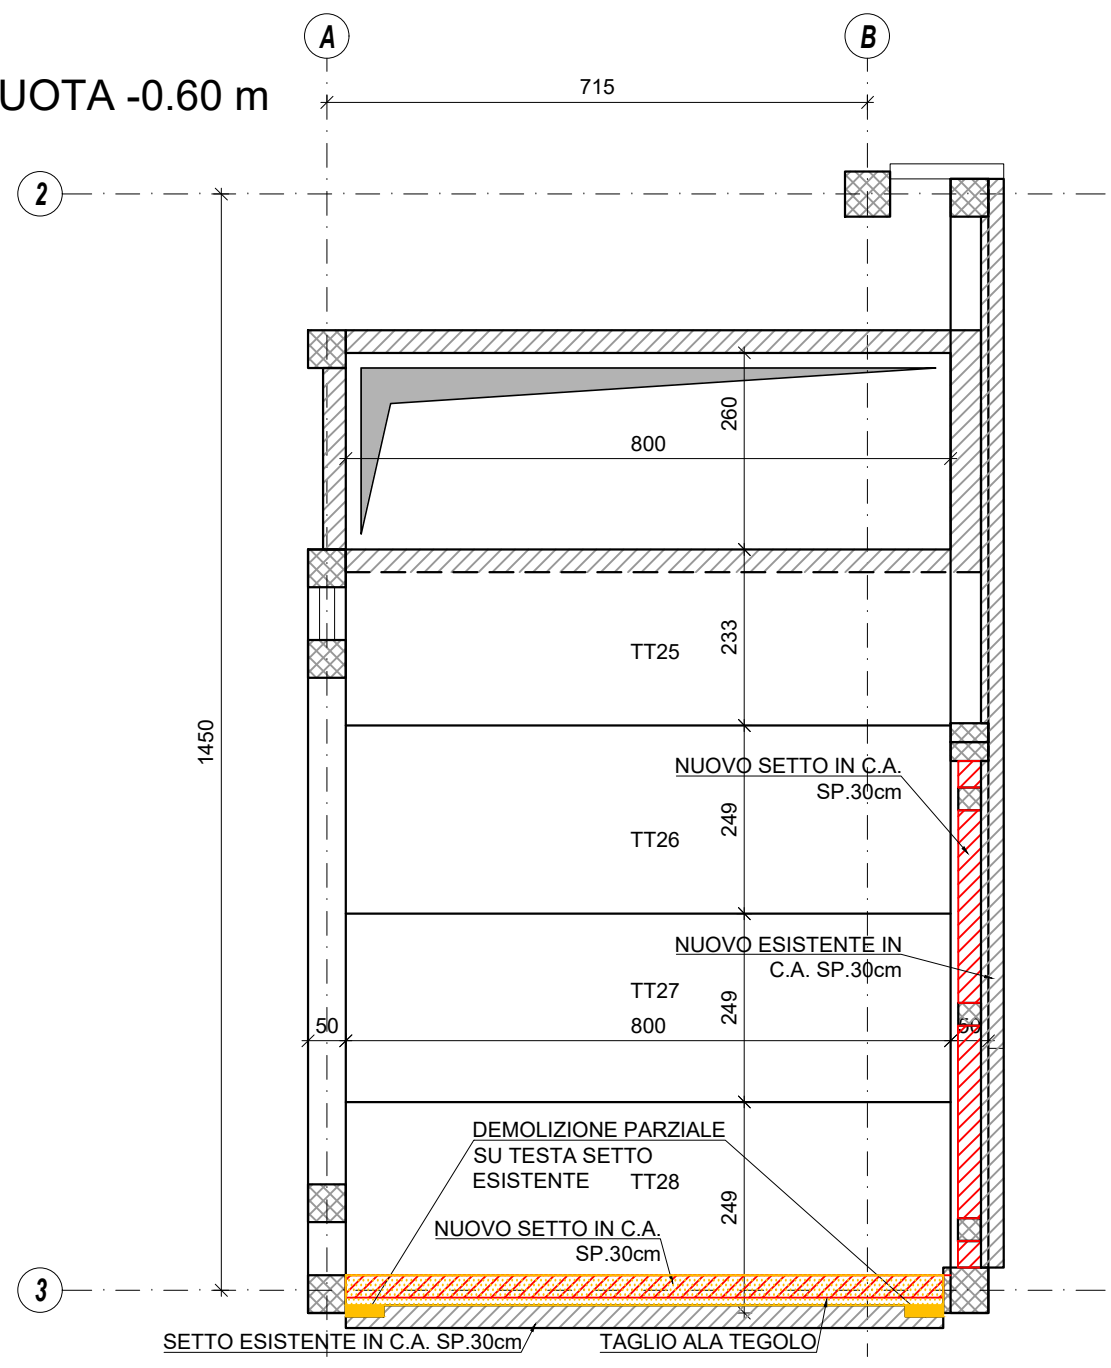 A
B
UOTA -0.60 m
715
2
260
800
233
TT25
1450
NUOVO SETTO IN C.A.
SP.30cm
249
TT26
NUOVO ESISTENTE IN
C.A. SP.30cm
TT27
249
50
800
50
DEMOLIZIONE PARZIALE
SU TESTA SETTO
ESISTENTE
TT28
249
NUOVO SETTO IN C.A.
SP.30cm
3
SETTO ESISTENTE IN C.A. SP.30cm
TAGLIO ALA TEGOLO